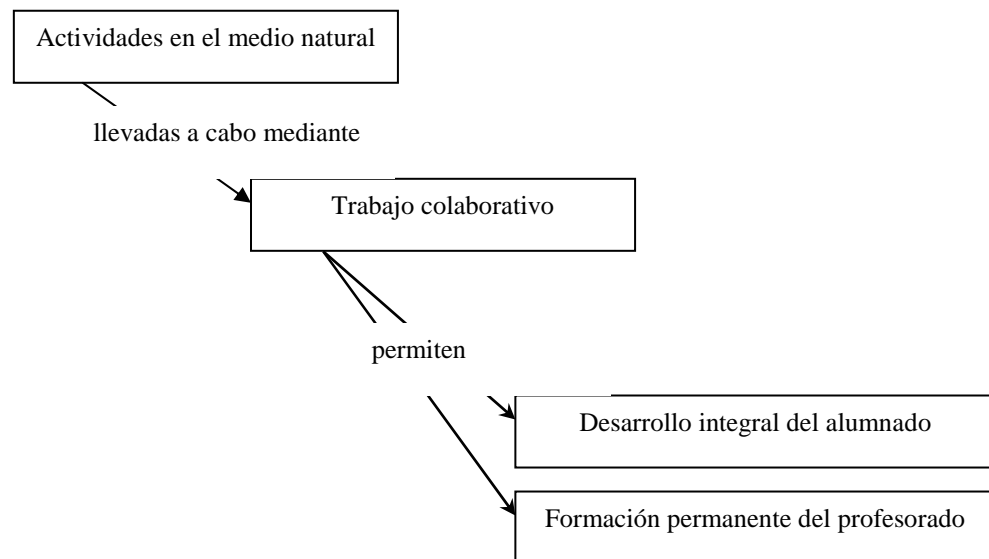 Actividades en el medio natural
llevadas a cabo mediante
Trabajo colaborativo
permiten
Desarrollo integral del alumnado
Formación permanente del profesorado